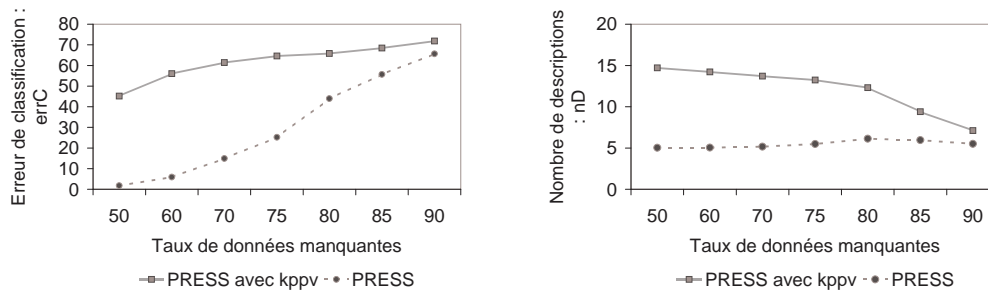 Erreur de classification :
errC
80
70
60
50
40
30
20
10
0
50 60 70 75 80 85 90
Taux de données manquantes
PRESS avec kppv PRESS
Nombre de descriptions
: nD
20
15
10
5
0
50 60 70 75 80 85 90
Taux de données manquantes
PRESS avec kppv PRESS